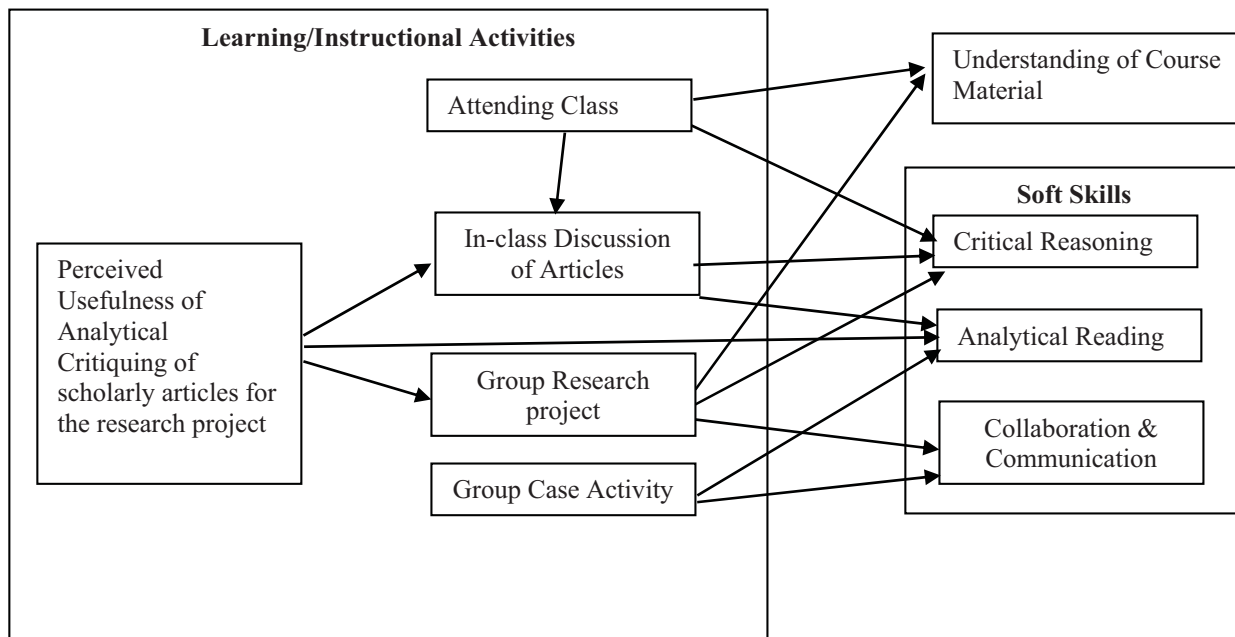 Learning/Instructional Activities
Attending Class
In-class Discussion
of Articles
Perceived
Usefulness of
Analytical
Critiquing of
scholarly articles for
the research project
Group Research
project
Group Case Activity
Understanding of Course
Material
Soft Skills
Critical Reasoning
Analytical Reading
Collaboration &
Communication